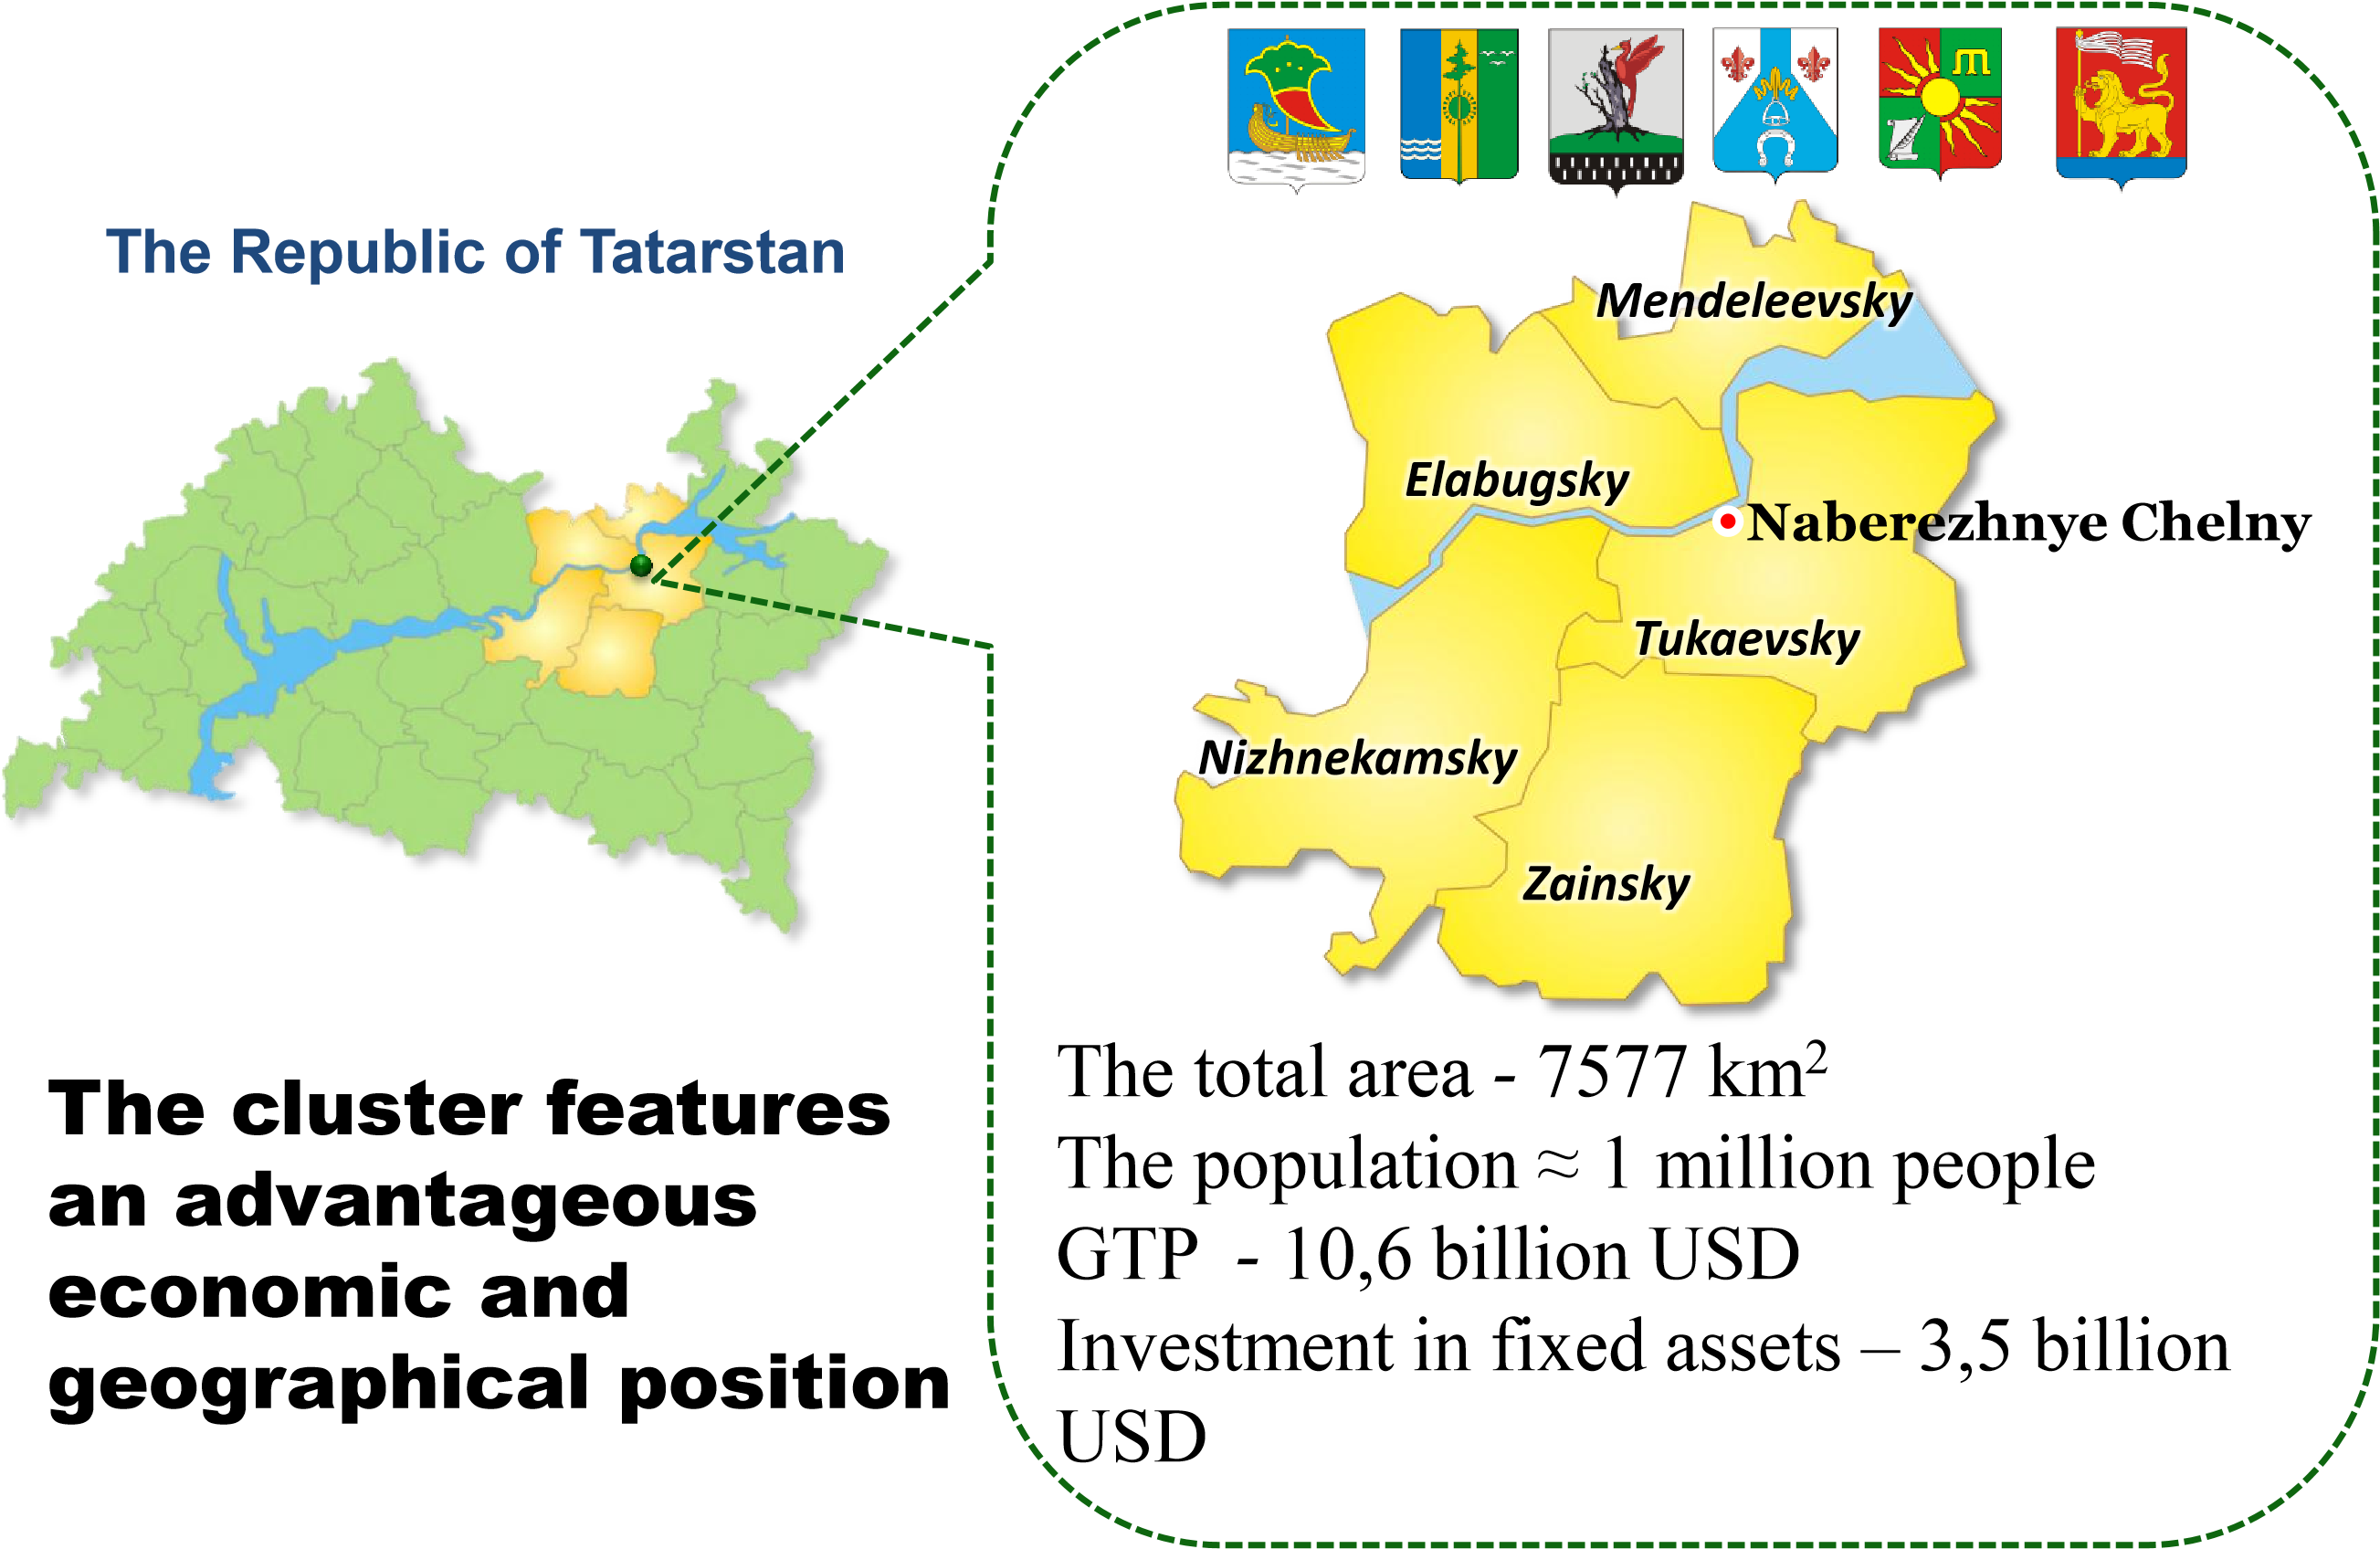 The Republic of Tatarstan
Mendeleevsky
Elabugsky
Naberezhnye Chelny
Tukaevsky
Nizhnekamsky
Zainsky
The cluster features
an advantageous
economic and
geographical position
The total area - 7577 km²
The population ≈ 1 million people
GTP - 10,6 billion USD
Investment in fixed assets – 3,5 billion
USD